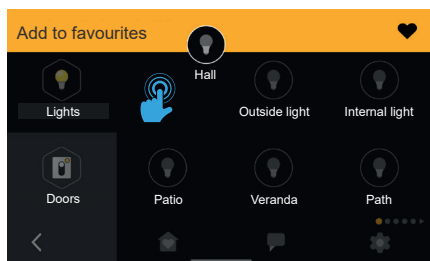 Add to favourites
Hall
Lights
Outside light
Internal light
Doors
Patio
Veranda
Path